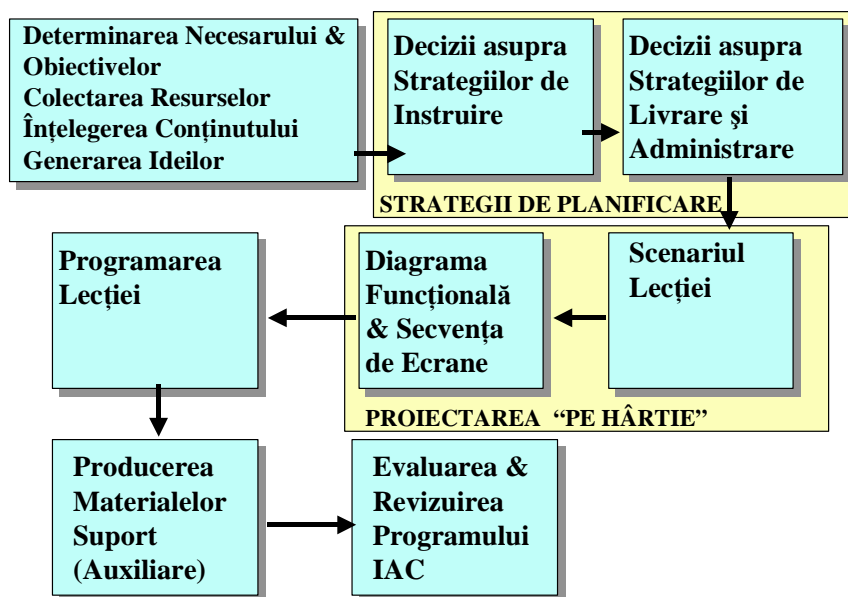 Determinarea Necesarului &
Obiectivelor
Colectarea Resurselor
Înțelegerea Conținutului
Generarea Ideilor
Decizii asupra
Strategiilor de
Instruire
Decizii asupra
Strategiilor de
Livrare şi
Administrare
STRATEGII DE PLANIFICARE
Scenariul
Lecției
Diagrama
Funcțională
& Secvența
de Ecrane
PROIECTAREA “PE HÂRTIE”
Programarea
Lecției
Producerea
Materialelor
Suport
(Auxiliare)
Evaluarea &
Revizuirea
Programului
IAC